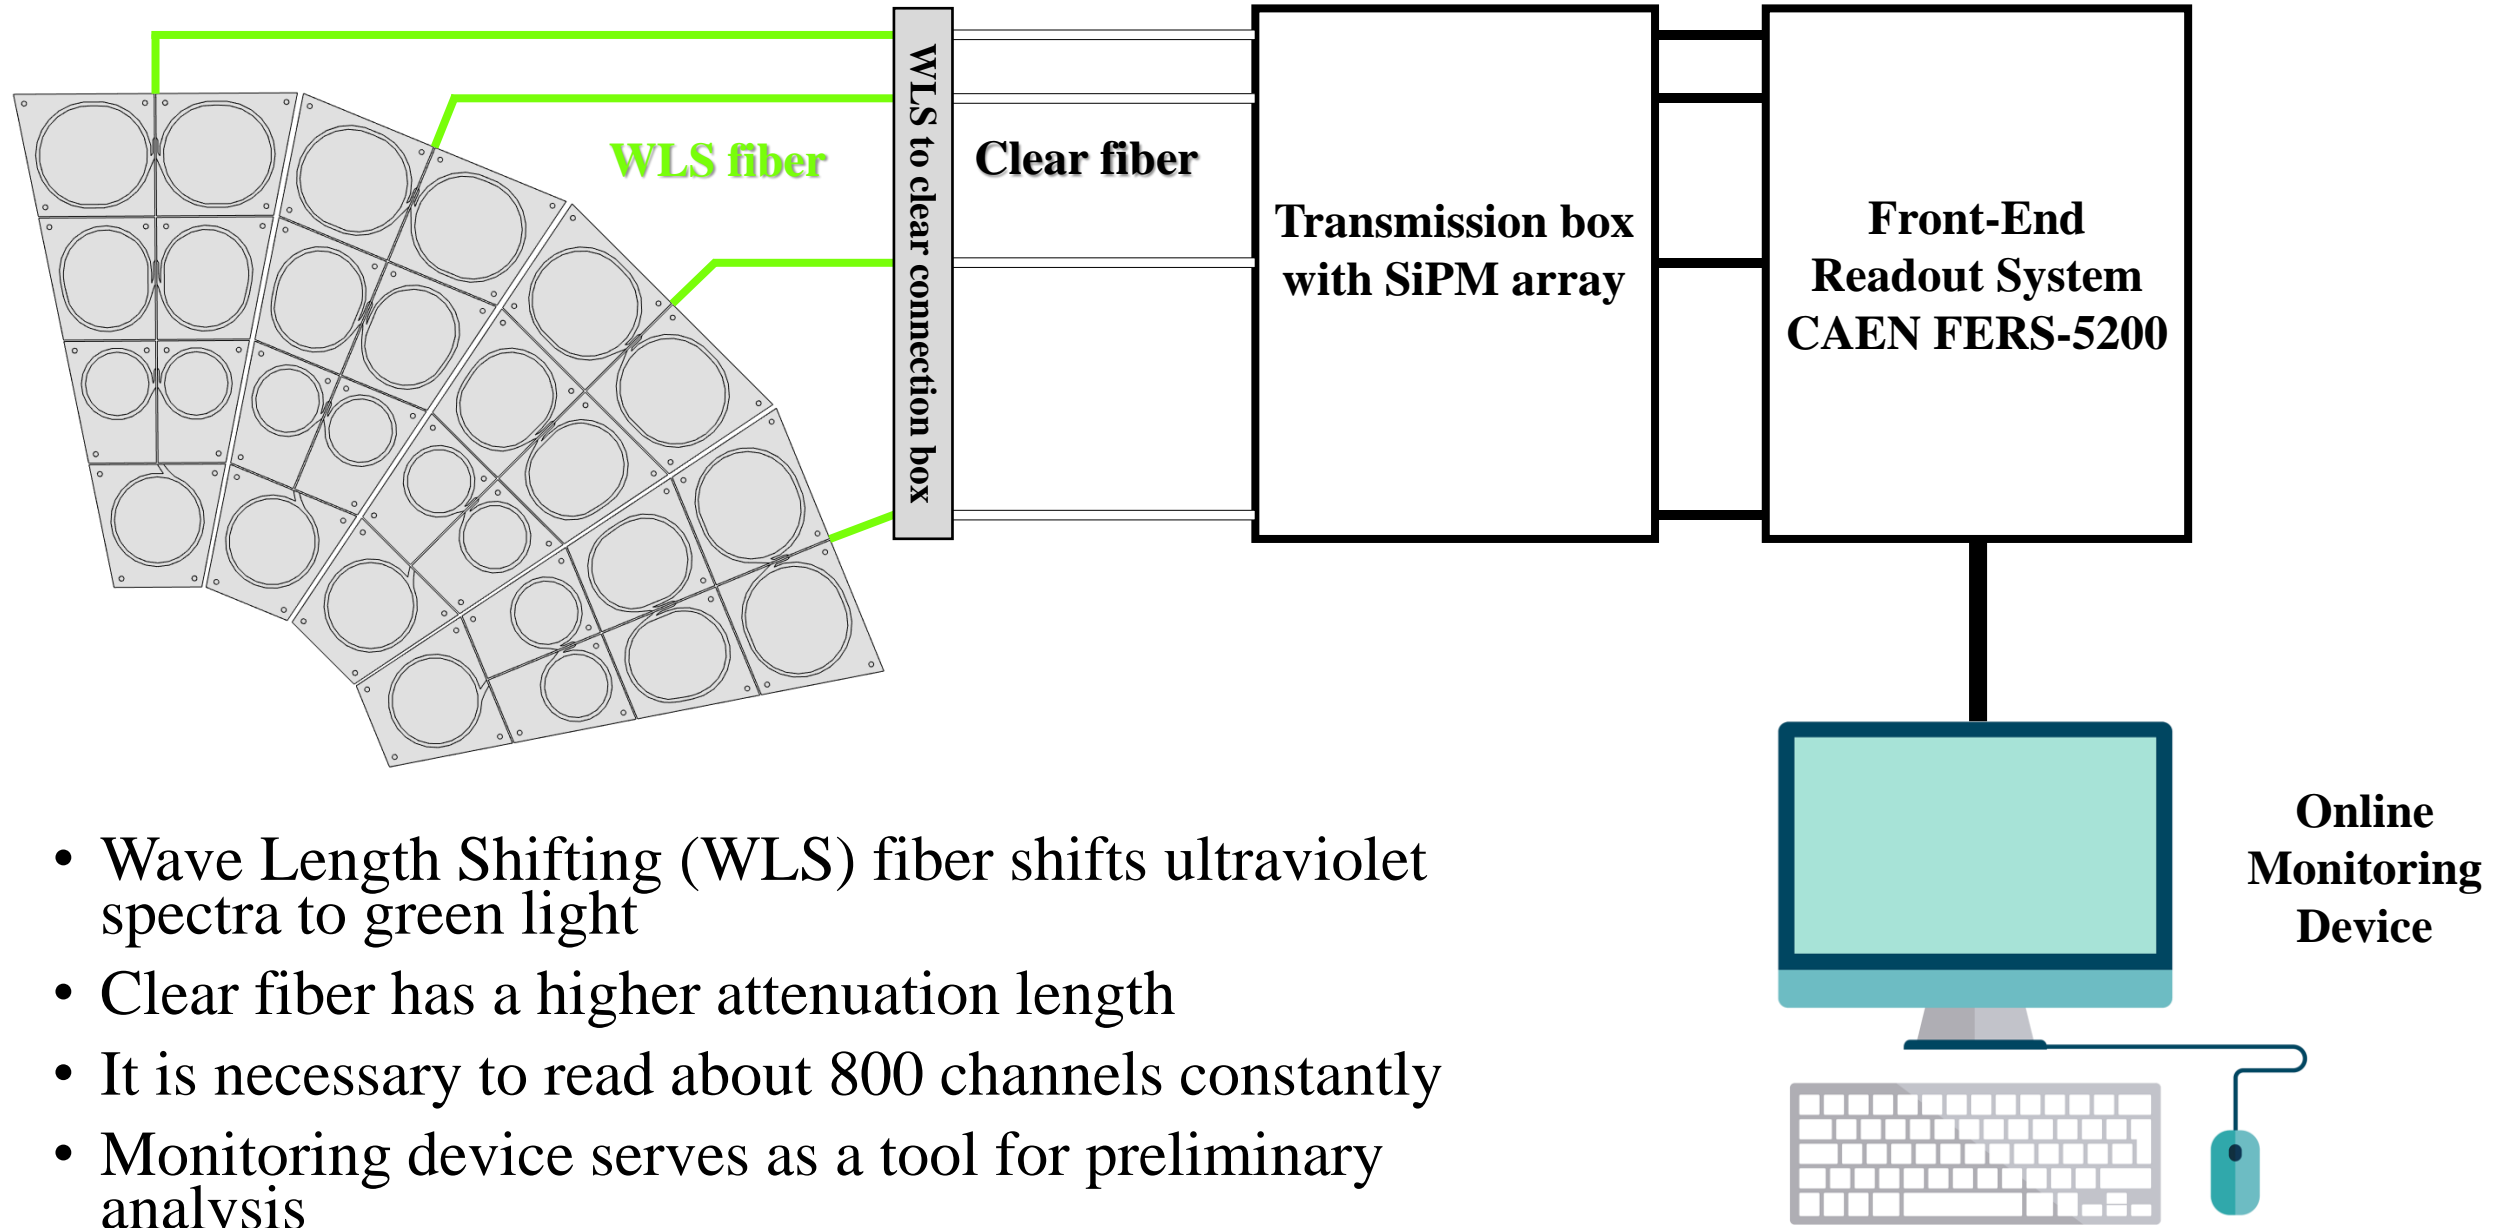 WLS fiber
WLS to clear connection box
Clear fiber
Transmission box
with SiPM array
Front-End
Readout System
CAEN FERS-5200
Online
Monitoring
Device
• Wave Length Shifting (WLS) fiber shifts ultraviolet
spectra to green light
• Clear fiber has a higher attenuation length
• It is necessary to read about 800 channels constantly
• Monitoring device serves as a tool for preliminary
analysis